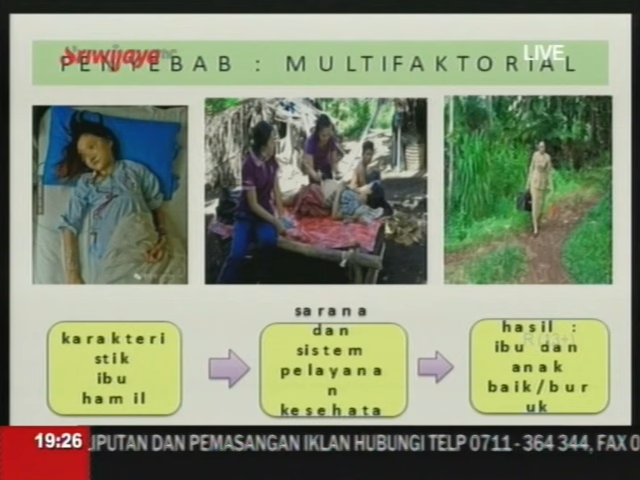 Sriwijaya
LIVE
PENYEBAB : MULTIFAKTORIAL
karakteri
stik
ibu
hamil
sarana
dan
sistem
pelayana
n
kesehata
hasil :
ibu dan
anak
baik/bur
uk
19:26
LIPUTAN DAN PEMASANGAN IKLAN HUBUNGI TELP 0711 - 364 344, FAX 0